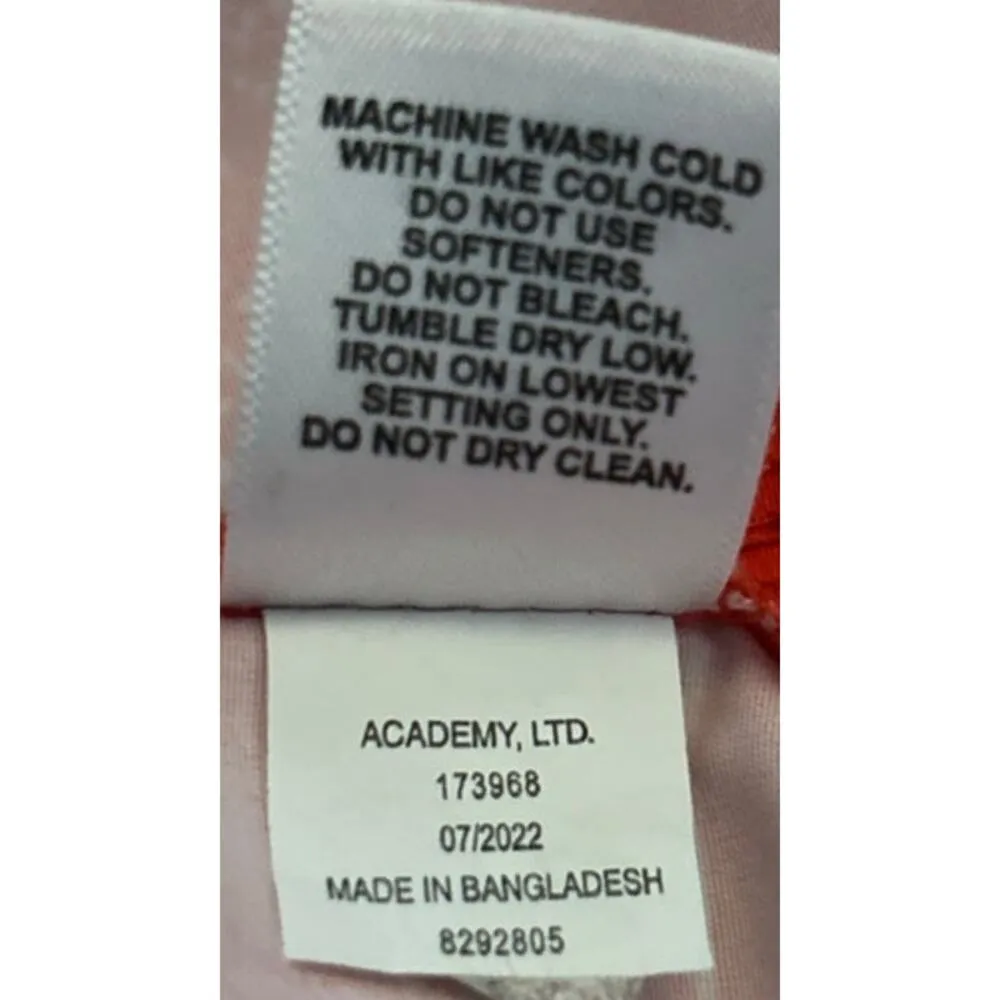 MACHINE WASH COLD
WITH LIKE COLORS.
DO NOT USE
SOFTENERS.
DO NOT BLEACH.
TUMBLE DRY LOW.
IRON ON LOWEST
SETTING ONLY.
DO NOT DRY CLEAN.
ACADEMY, LTD.
173968
07/2022
MADE IN BANGLADESH
8292805